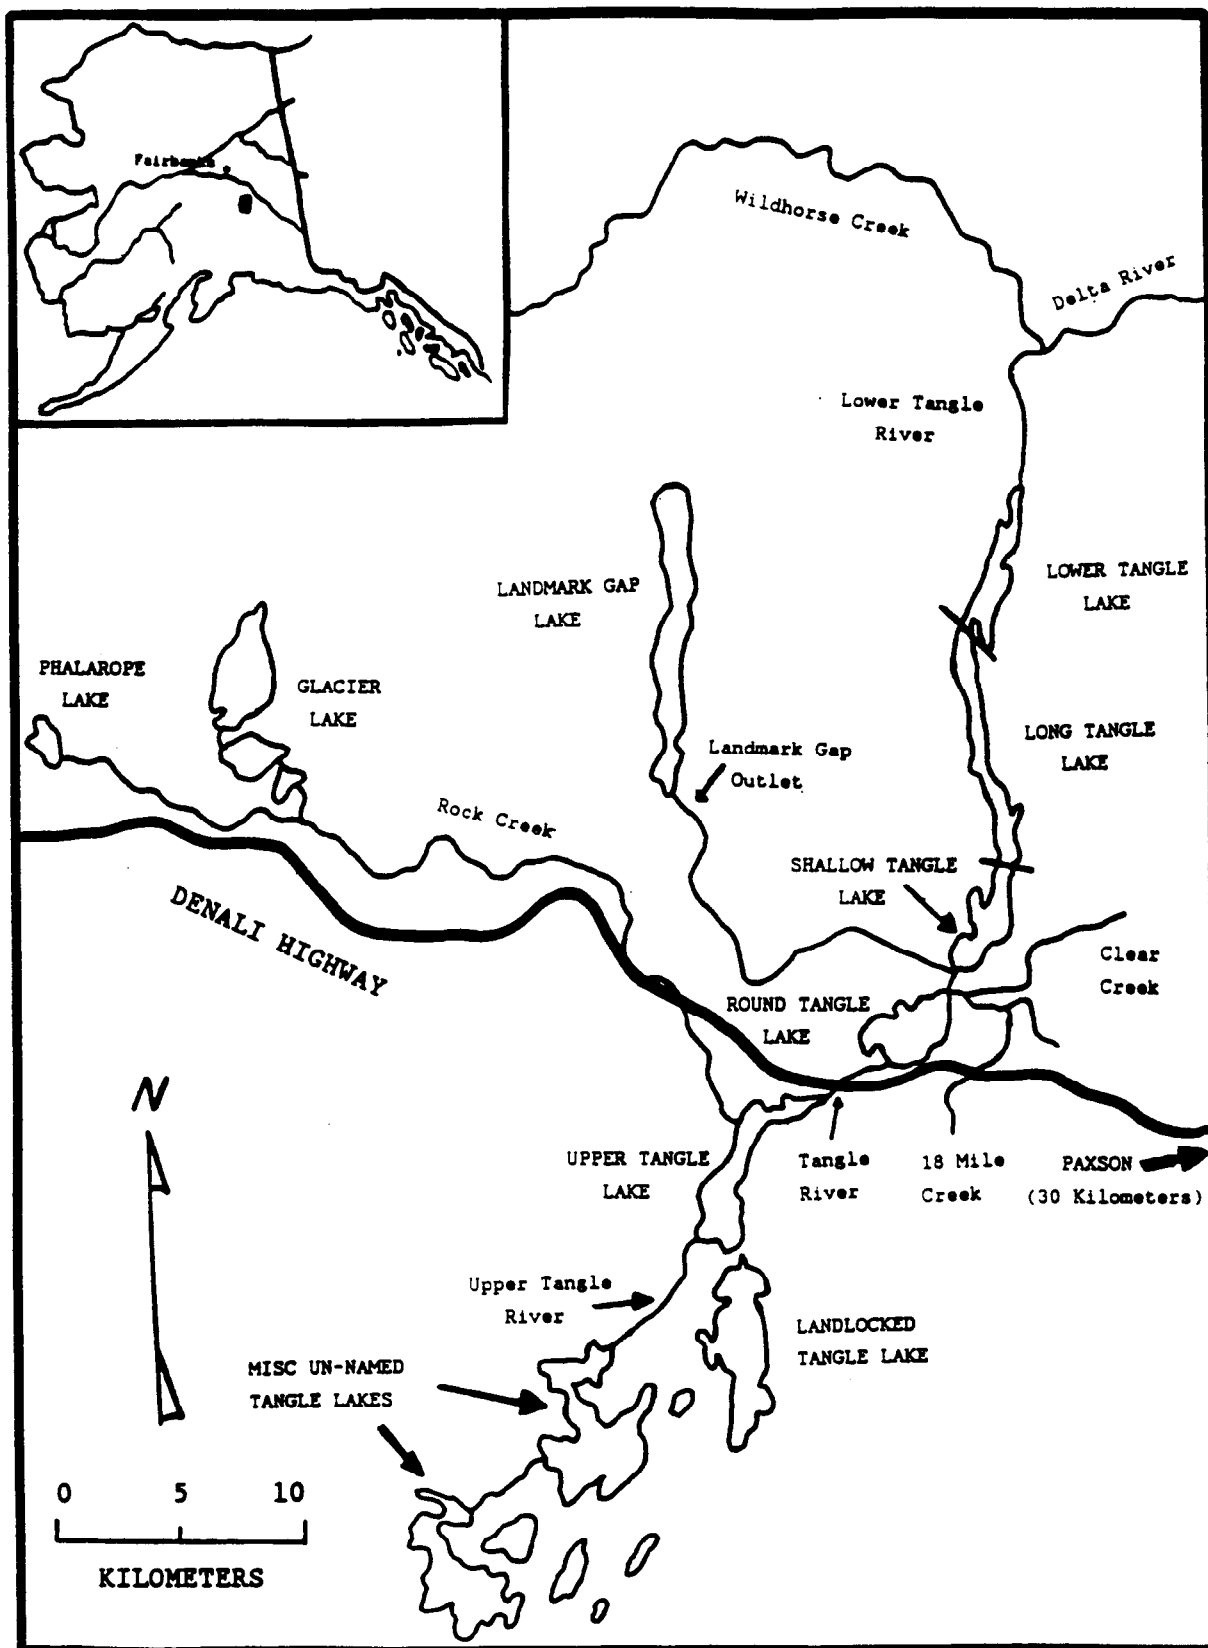 Fairbanks
Wildhorse Creek
Delta River
Lower Tangle
River
LANDMARK GAP
LAKE
LOWER TANGLE
LAKE
PHALAROPE
LAKE
GLACIER
LAKE
LONG TANGLE
LAKE
Landmark Gap
Outlet
Rock Creek
SHALLOW TANGLE
LAKE
DENALI HIGHWAY
Clear
Creek
ROUND TANGLE
LAKE
N
UPPER TANGLE
LAKE
Tangle
River
18 Mile
Creek
PAXSON
(30 Kilometers)
Upper Tangle
River
LANDLOCKED
TANGLE LAKE
MISC UN-NAMED
TANGLE LAKES
0 5 10
KILOMETERS